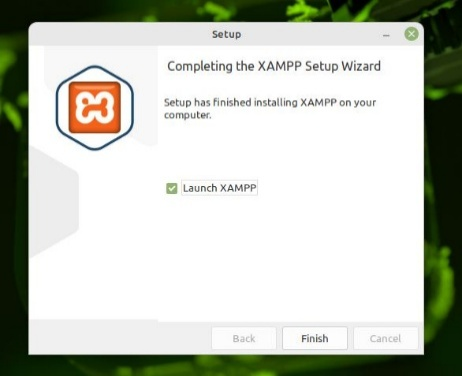 Setup
Completing the XAMPP Setup Wizard
Setup has finished installing XAMPP on your
computer.
Launch XAMPP
Back
Finish
Cancel